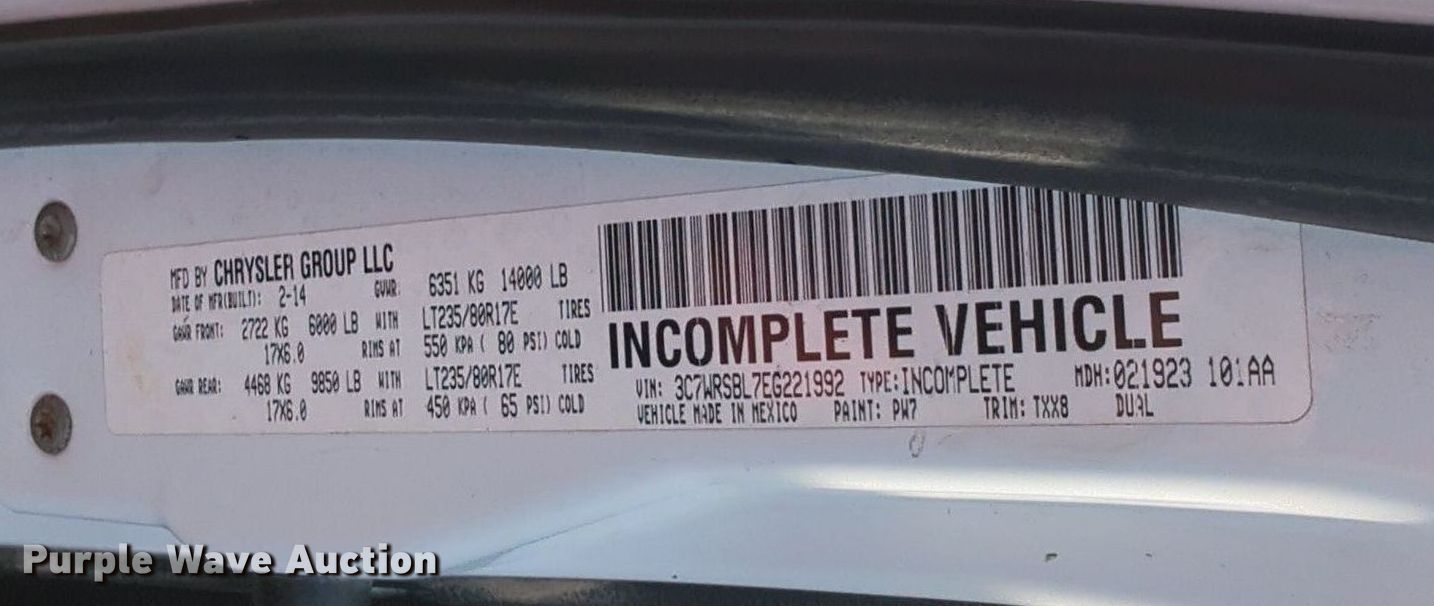 MFD BY CHRYSLER GROUP LLC
DATE OF MFR(BUILT): 2-14 GVWR: 6351 KG 14000 LB
GAWR FRONT: 2722 KG 6000 LB WITH LT235/80R17E TIRES
17X6.0 RIMS AT 550 KPA ( 80 PSI) COLD
GAWR REAR: 4468 KG 9850 LB WITH LT235/80R17E TIRES
17X6.0 RIMS AT 450 KPA ( 65 PSI) COLD
INCOMPLETE VEHICLE
VIN: 3C7WRSBL7EG221992 TYPE:INCOMPLETE MDH:021923 101AA
VEHICLE MADE IN MEXICO PAINT: PW7 TRIM: TXX8 DUAL
Purple Wave Auction